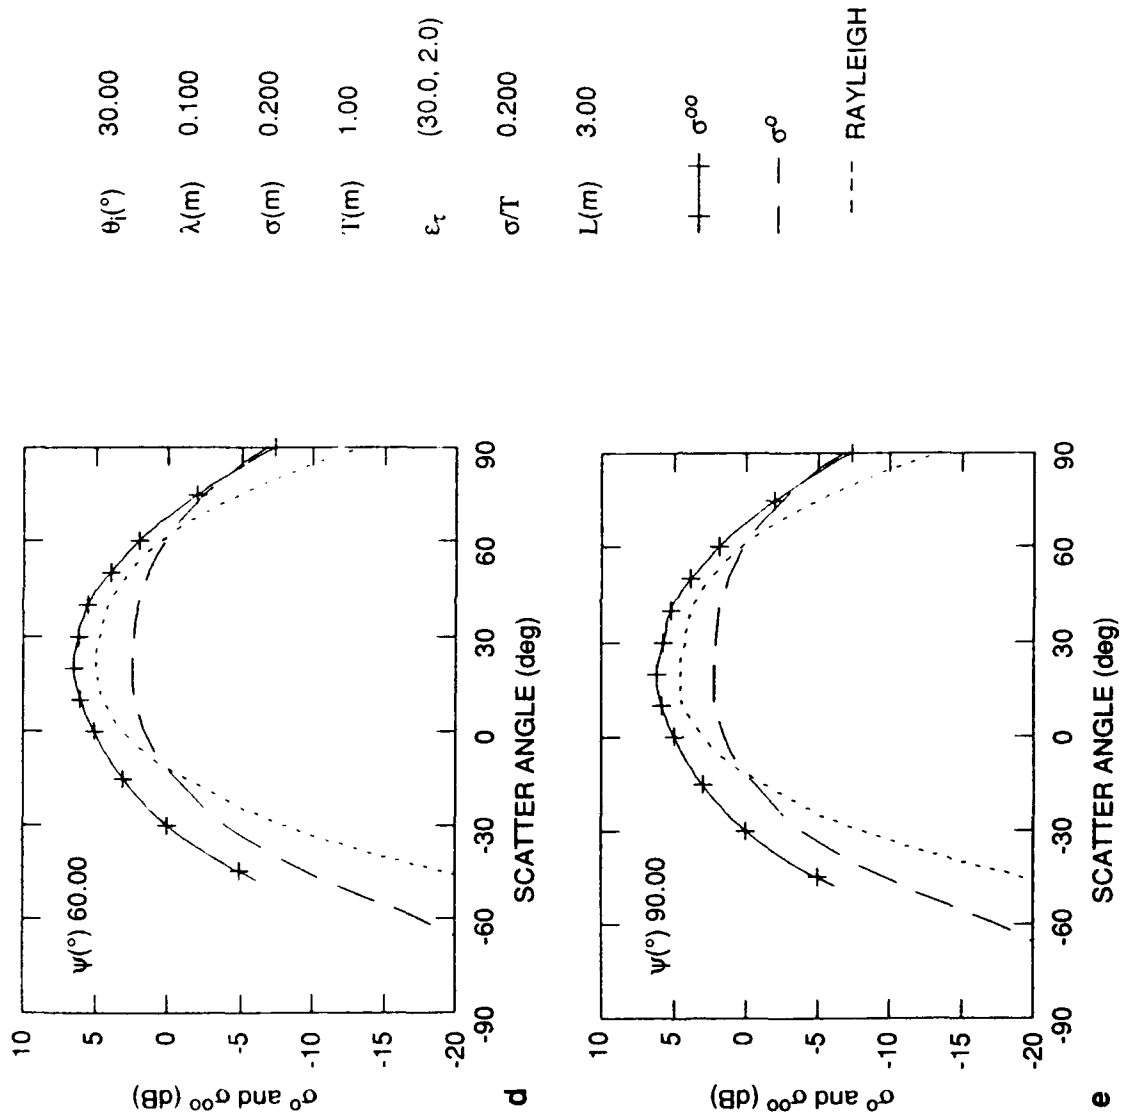 ψ(°) 60.00
10
5
0
-5
-10
-15
-20
-90
-60
-30
0
30
60
90
SCATTER ANGLE (deg)
σ° and σ°° (dB)
d
ψ(°) 90.00
10
5
0
-5
-10
-15
-20
-90
-60
-30
0
30
60
90
SCATTER ANGLE (deg)
σ° and σ°° (dB)
e
θi(°) 30.00
λ(m) 0.100
σ(m) 0.200
T(m) 1.00
ετ (30.0, 2.0)
σ/T 0.200
L(m) 3.00
σ°°
σ°
RAYLEIGH